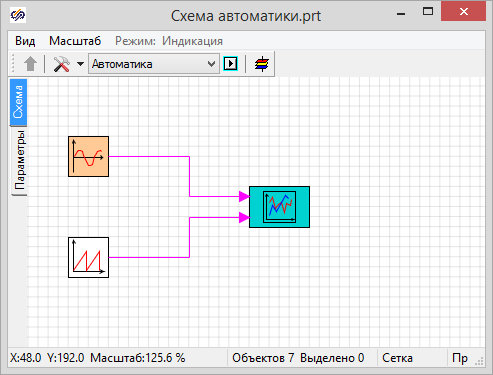 Схема автоматики.prt
Вид Масштаб Режим: Индикация
Автоматика
Схема
Параметры
X:48.0 Y:192.0 Масштаб:125.6 % Объектов 7 Выделено 0 Сетка Пр